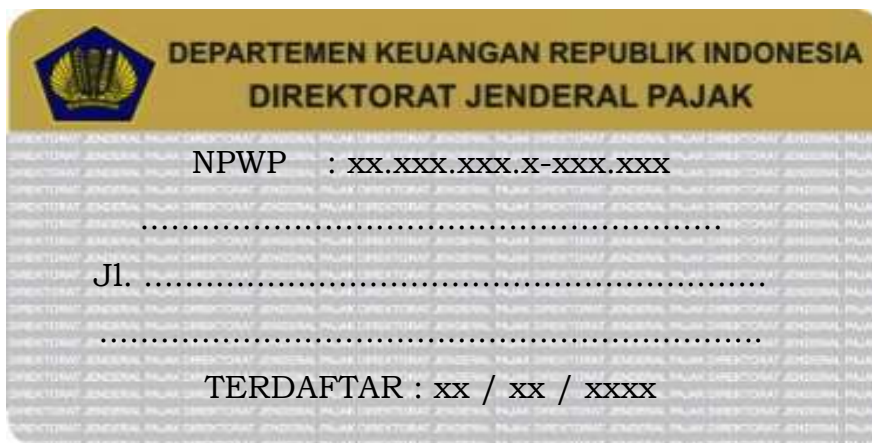 DEPARTEMEN KEUANGAN REPUBLIK INDONESIA
DIREKTORAT JENDERAL PAJAK
NPWP : xx.xxx.xxx.x-xxx.xxx
..........................................................
Jl. ..............................................................
..................................................................
TERDAFTAR : xx / xx / xxxx